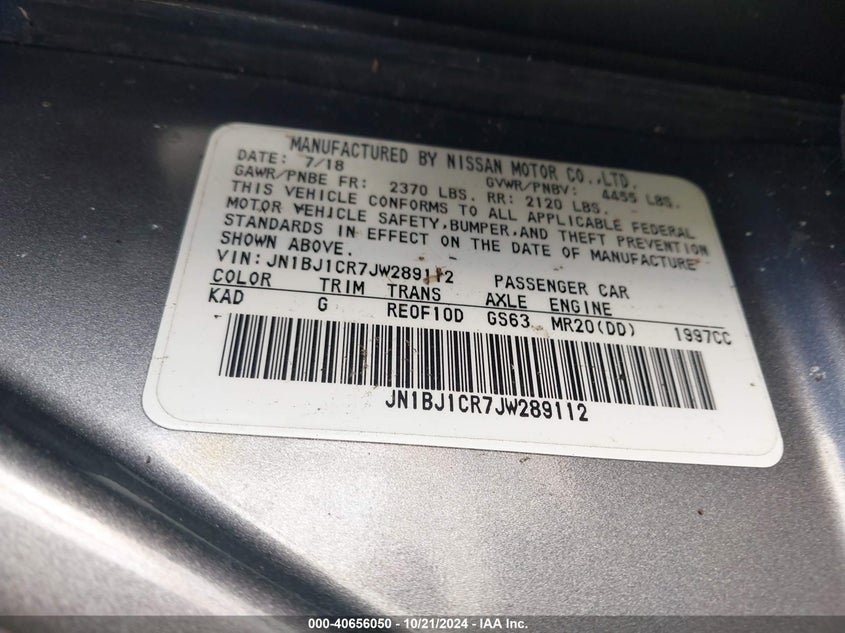 MANUFACTURED BY NISSAN MOTOR CO.,LTD.
DATE: 7/18 GVWR/PNBV: 4455 LBS.
GAWR/PNBE FR: 2370 LBS. RR: 2120 LBS.
THIS VEHICLE CONFORMS TO ALL APPLICABLE FEDERAL
MOTOR VEHICLE SAFETY,BUMPER,AND THEFT PREVENTION
STANDARDS IN EFFECT ON THE DATE OF MANUFACTURE
SHOWN ABOVE.
VIN: JN1BJ1CR7JW289112 PASSENGER CAR
COLOR TRIM TRANS AXLE ENGINE
KAD G RE0F10D GS63 MR20(DD) 1997CC
JN1BJ1CR7JW289112
000-40656050 - 10/21/2024 - IAAI.COM